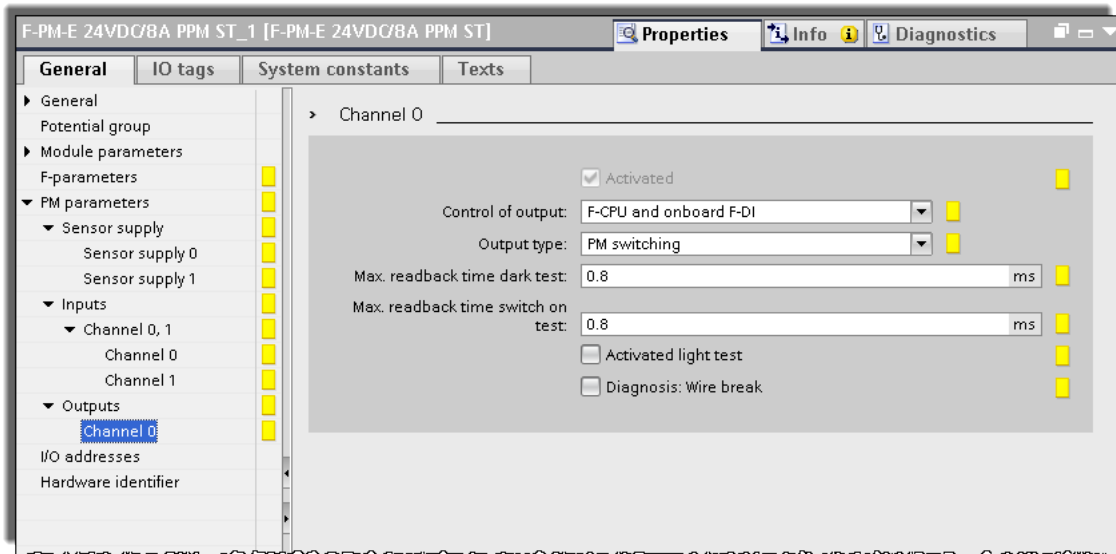 F-PM-E 24VDC/8A PPM ST_1 [F-PM-E 24VDC/8A PPM ST]
Properties
Info
Diagnostics
General
IO tags
System constants
Texts
General
Potential group
Module parameters
F-parameters
PM parameters
Sensor supply
Sensor supply 0
Sensor supply 1
Inputs
Channel 0, 1
Channel 0
Channel 1
Outputs
Channel 0
I/O addresses
Hardware identifier
Channel 0
Activated
Control of output: F-CPU and onboard F-DI
Output type: PM switching
Max. readback time dark test: 0.8 ms
Max. readback time switch on
test: 0.8 ms
Activated light test
Diagnosis: Wire break